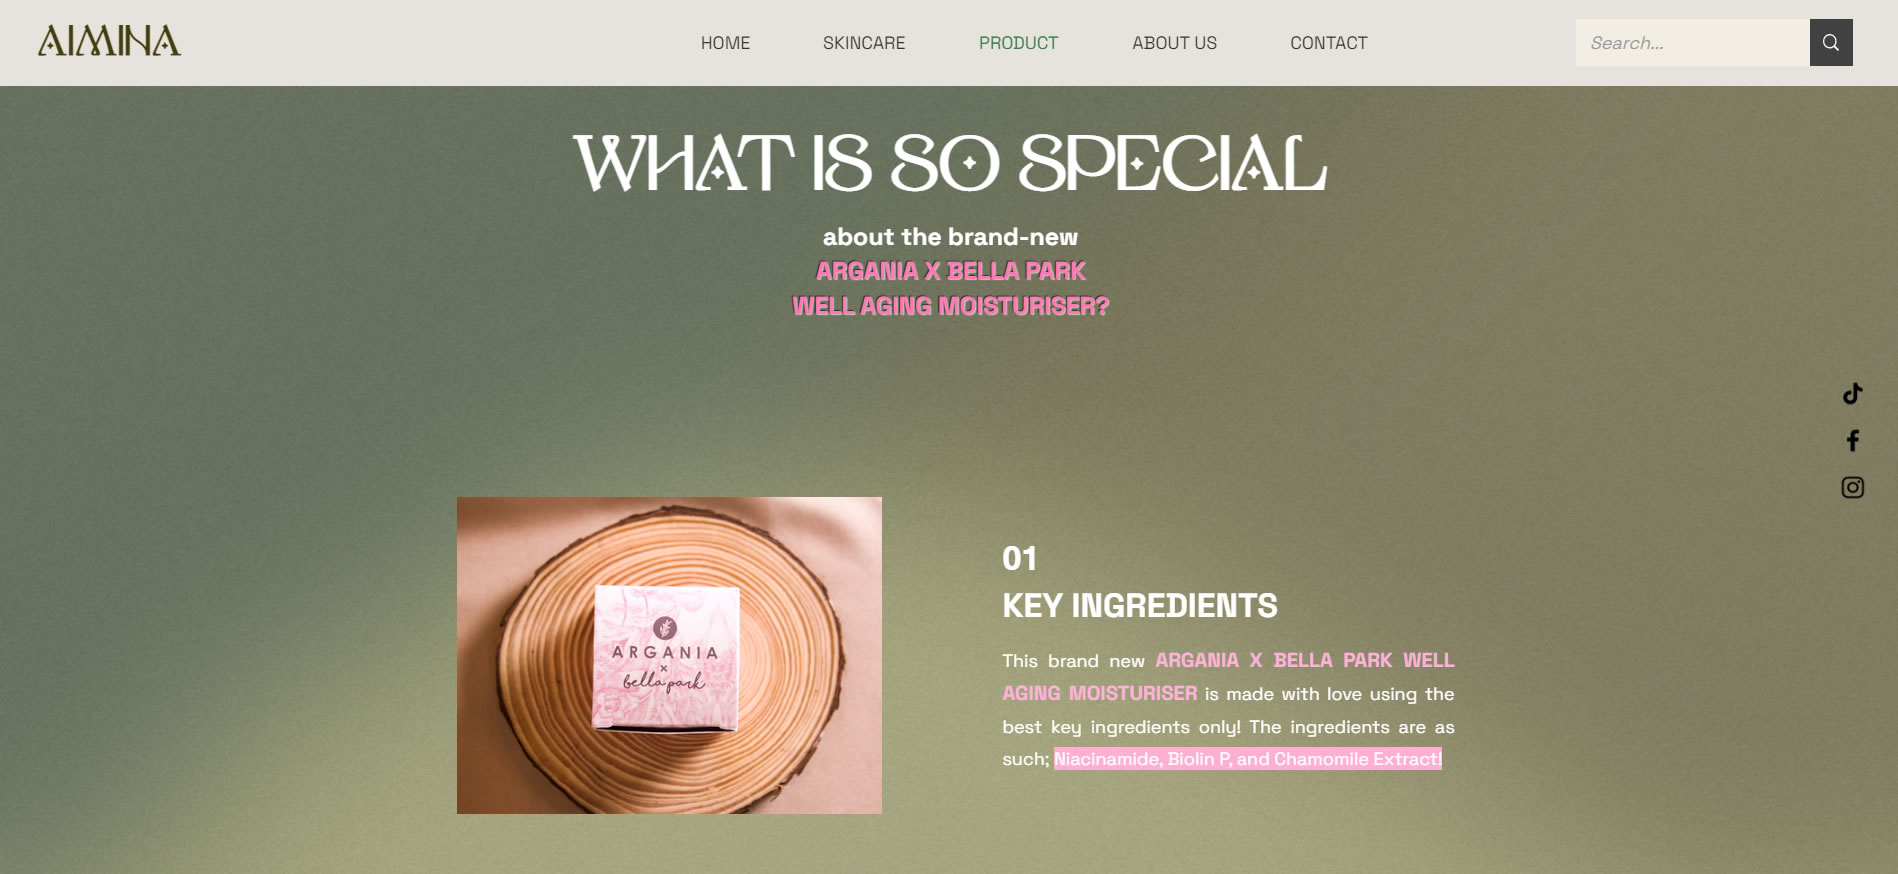 AIMINA
HOME
SKINCARE
PRODUCT
ABOUT US
CONTACT
Search...
WHAT IS SO SPECIAL
about the brand-new
ARGANIA X BELLA PARK
WELL AGING MOISTURISER?
ARGANIA
×
bella park
01
KEY INGREDIENTS
This brand new ARGANIA X BELLA PARK WELL
AGING MOISTURISER is made with love using the
best key ingredients only! The ingredients are as
such; Niacinamide, Biolin P, and Chamomile Extract!